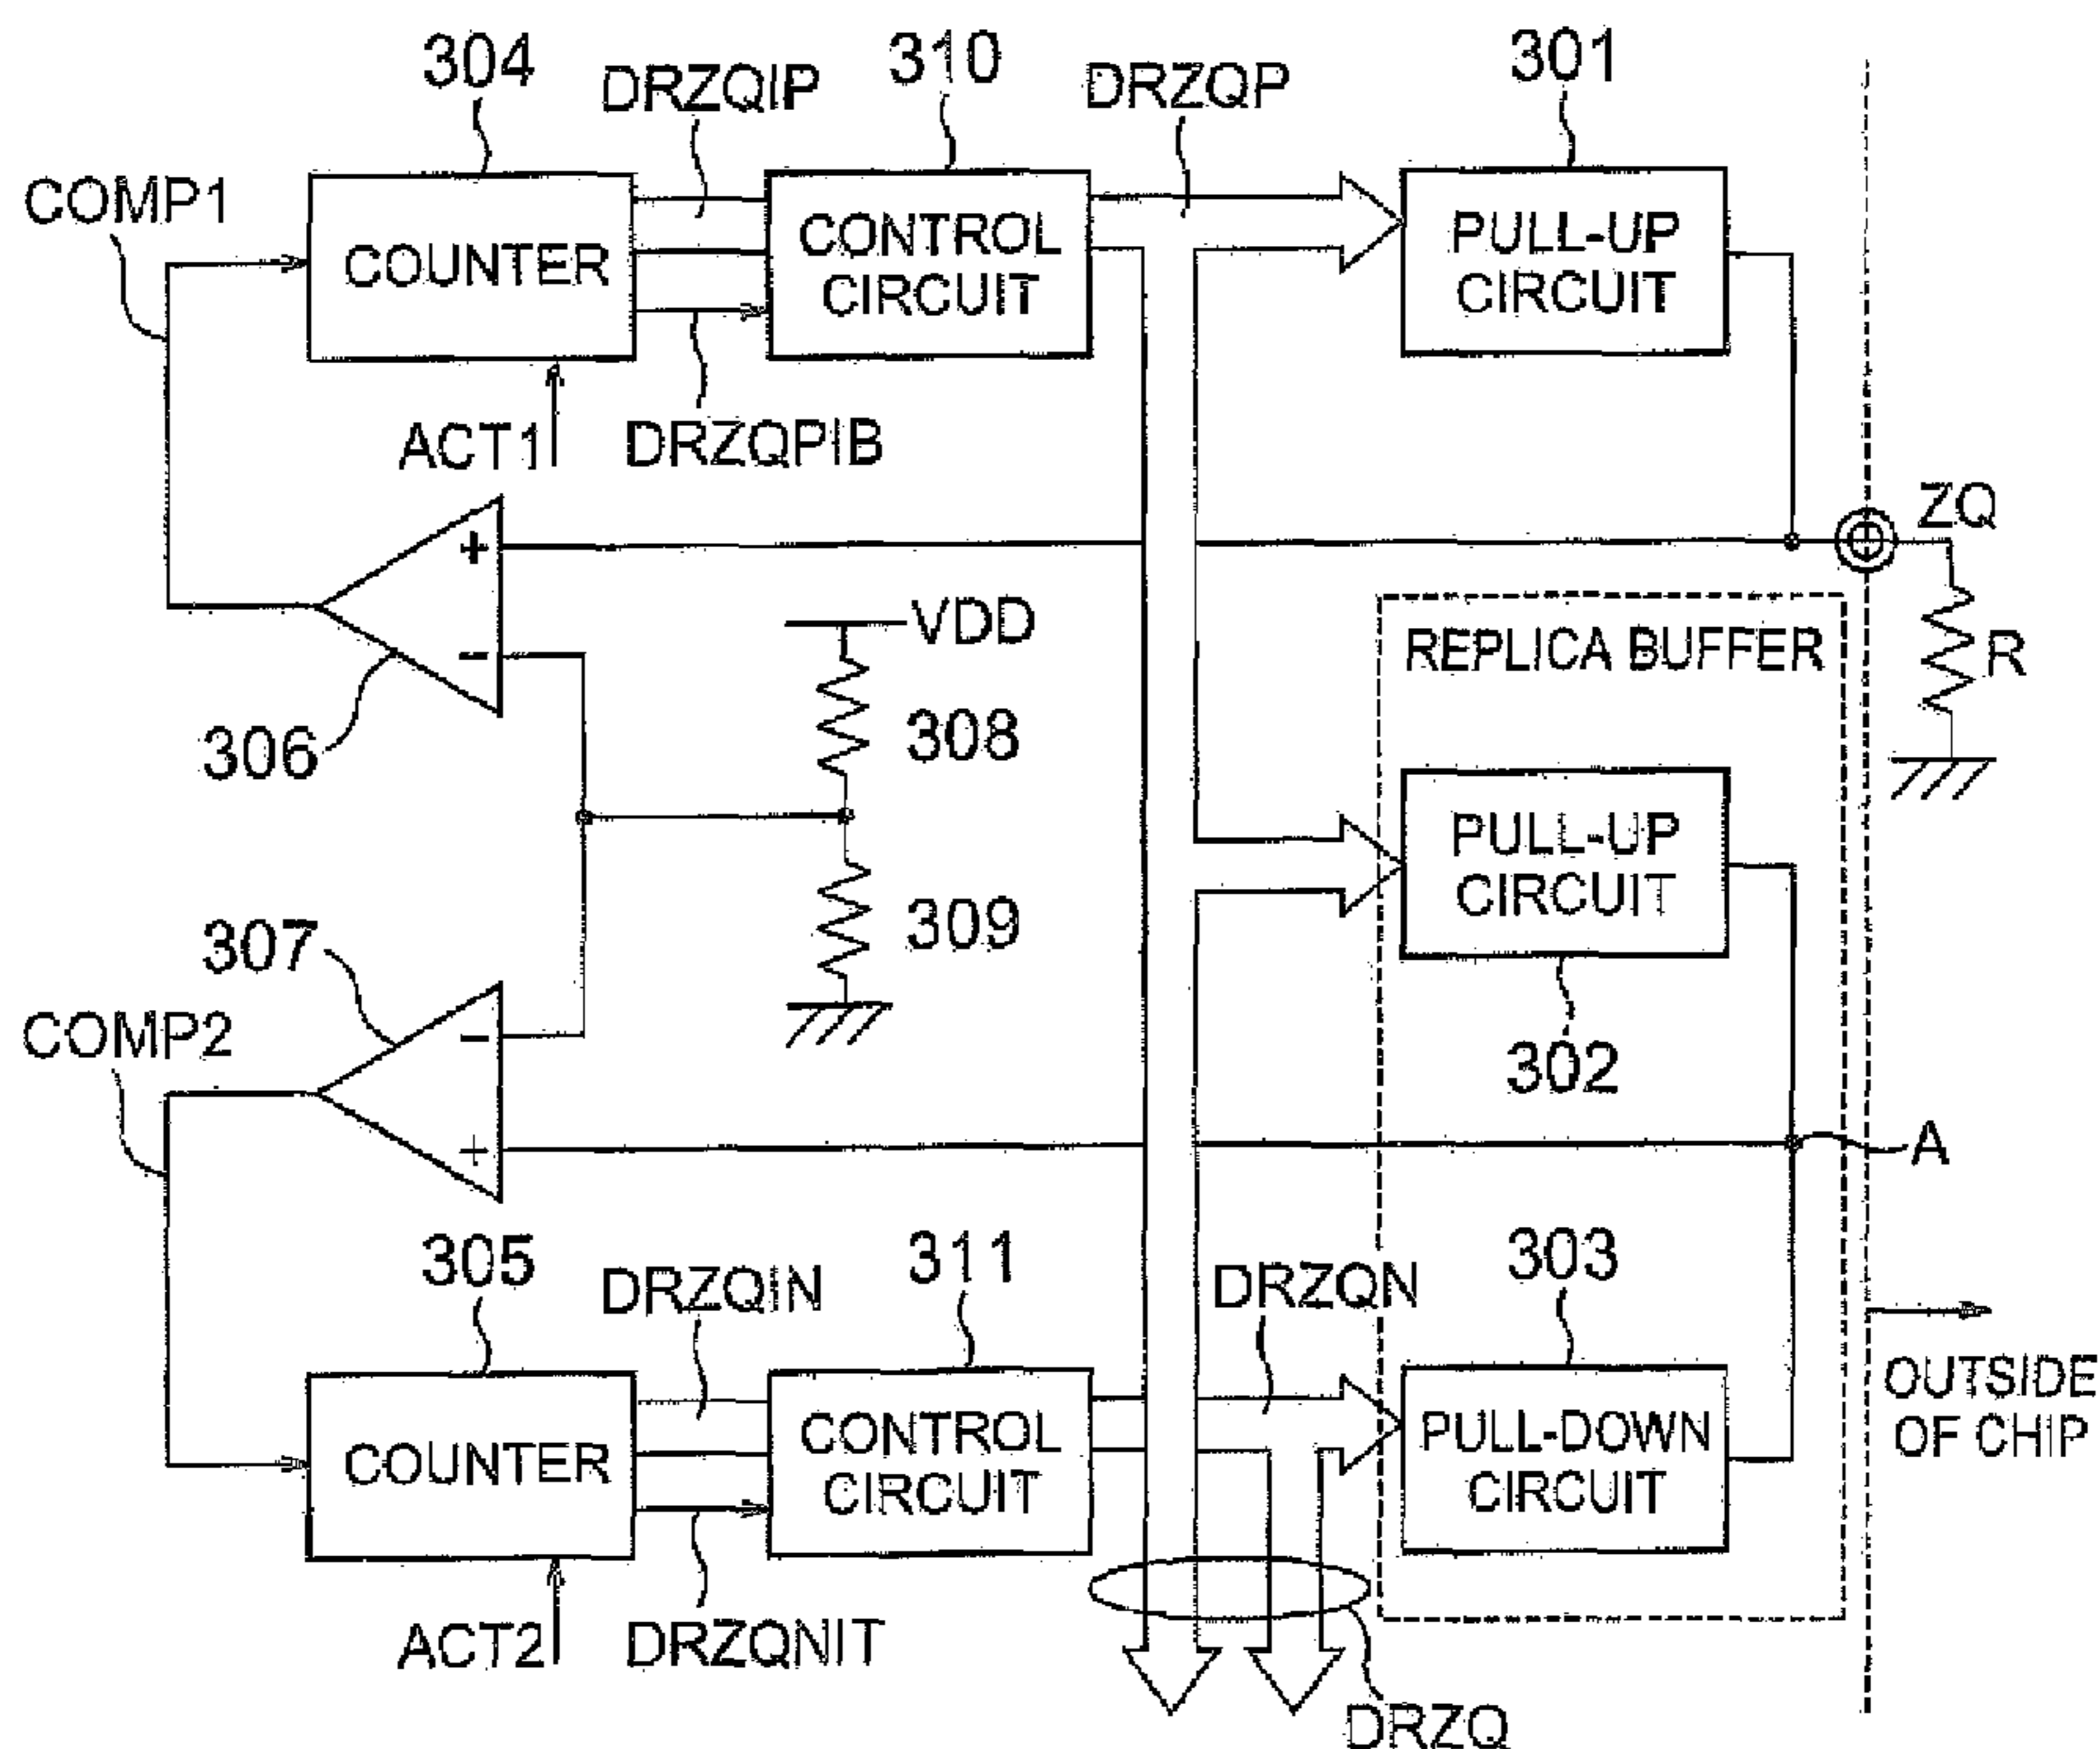 304
DRZQIP
310
DRZQP
301
COMP1
COUNTER
CONTROL
CIRCUIT
PULL-UP
CIRCUIT
ACT1
DRZQPIB
ZQ
+
-
VDD
REPLICA BUFFER
R
306
308
PULL-UP
CIRCUIT
307
309
COMP2
-
302
+
A
305
DRZQIN
311
DRZQN
303
OUTSIDE
OF CHIP
COUNTER
CONTROL
CIRCUIT
PULL-DOWN
CIRCUIT
ACT2
DRZQNIT
DRZQ